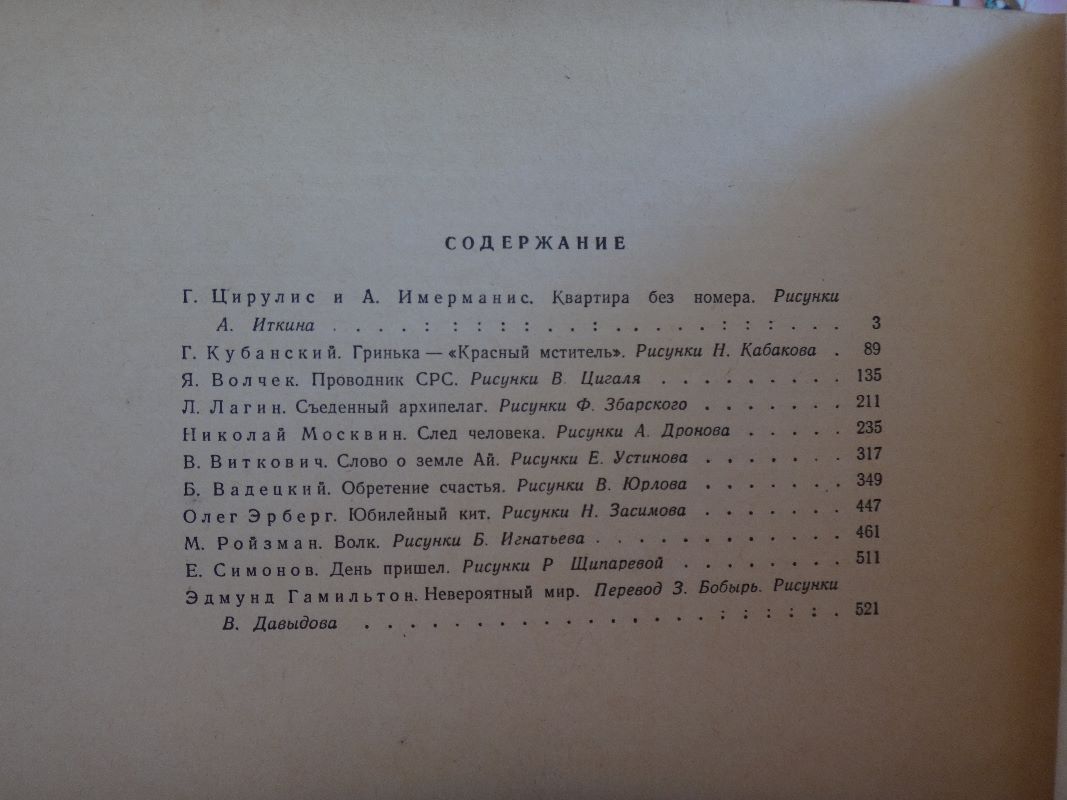 СОДЕРЖАНИЕ
Г. Цирулис и А. Имерманис. Квартира без номера. Рисунки
А. Иткина . . . . : : : : : . . : . . . . . . : : : . . . 3
Г. Кубанский. Гринька — «Красный мститель». Рисунки Н. Кабакова . 89
Я. Волчек. Проводник СРС. Рисунки В. Цигаля . . . . . . . . . . 135
Л. Лагин. Съеденный архипелаг. Рисунки Ф. Збарского . . . . . . . 211
Николай Москвин. След человека. Рисунки А. Дронова . . . . . 235
В. Виткович. Слово о земле Ай. Рисунки Е. Устинова . . . . . . . 317
Б. Вадецкий. Обретение счастья. Рисунки В. Юрлова . . . . . . . 349
Олег Эрберг. Юбилейный кит. Рисунки Н. Засимова . . . . . . . 447
М. Ройзман. Волк. Рисунки Б. Игнатьева . . . . . . . . . . . . 461
Е. Симонов. День пришел. Рисунки Р Щипаревой . . . . . . . . 511
Эдмунд Гамильтон. Невероятный мир. Перевод З. Бобырь. Рисунки
В. Давыдова . . . . . . . . . . . . . . . . . . . : : : : : . 521